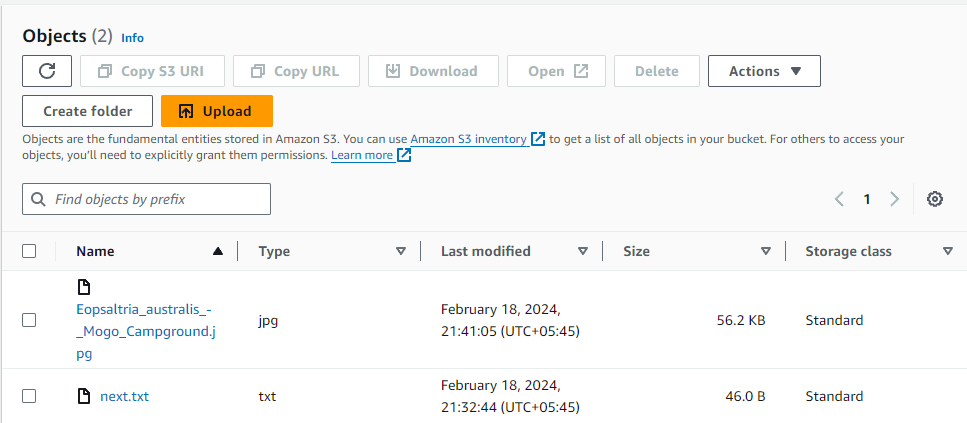 Objects (2) Info
Copy S3 URI Copy URL Download Open Delete Actions
Create folder Upload
Objects are the fundamental entities stored in Amazon S3. You can use Amazon S3 inventory to get a list of all objects in your bucket. For others to access your
objects, you'll need to explicitly grant them permissions. Learn more
Find objects by prefix 1
Name Type Last modified Size Storage class
Eopsaltria_australis_-
_Mogo_Campground.j
pg
jpg
February 18, 2024,
21:41:05 (UTC+05:45)
56.2 KB
Standard
next.txt
txt
February 18, 2024,
21:32:44 (UTC+05:45)
46.0 B
Standard